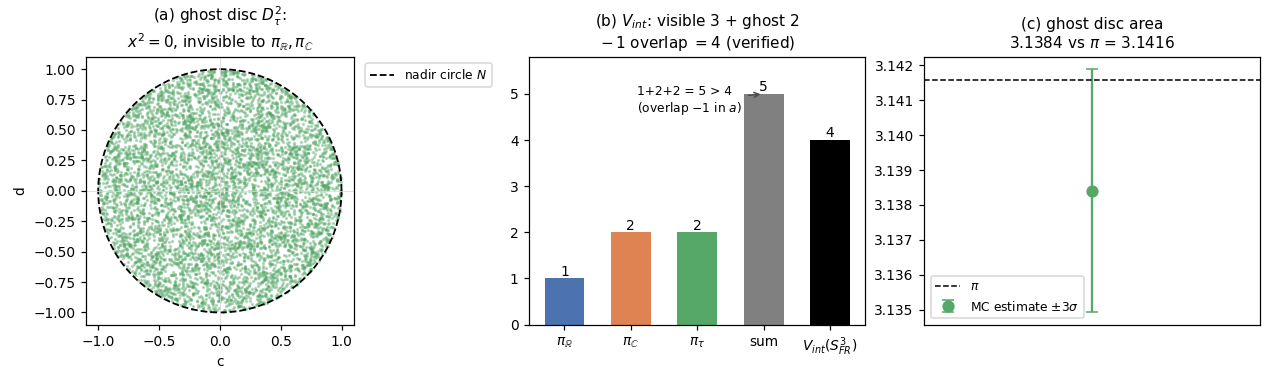 (a) ghost disc $D^2_\tau$:
$x^2 = 0$, invisible to $\pi_\mathbb{R}, \pi_\mathbb{C}$
1.00
0.75
0.50
0.25
0.00
−0.25
−0.50
−0.75
−1.00
d
−1.0
−0.5
0.0
0.5
1.0
c
nadir circle $N$
(b) $V_{int}$: visible 3 + ghost 2
− 1 overlap = 4 (verified)
5
4
3
2
1
0
1+2+2 = 5 > 4
(overlap −1 in $a$)
1
2
2
5
4
$\pi_\mathbb{R}$
$\pi_\mathbb{C}$
$\pi_\tau$
sum
$V_{int}(S^3_{FR})$
(c) ghost disc area
3.1384 vs $\pi$ = 3.1416
3.142
3.141
3.140
3.139
3.138
3.137
3.136
3.135
$\pi$
MC estimate ±3$\sigma$